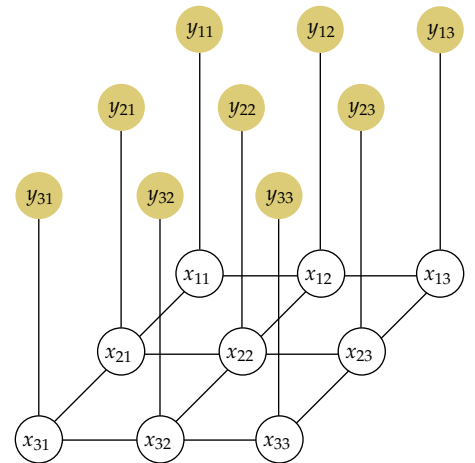 y₁₁ y₁₂ y₁₃
y₂₁ y₂₂ y₂₃
y₃₁ y₃₂ y₃₃
x₁₁ x₁₂ x₁₃
x₂₁ x₂₂ x₂₃
x₃₁ x₃₂ x₃₃